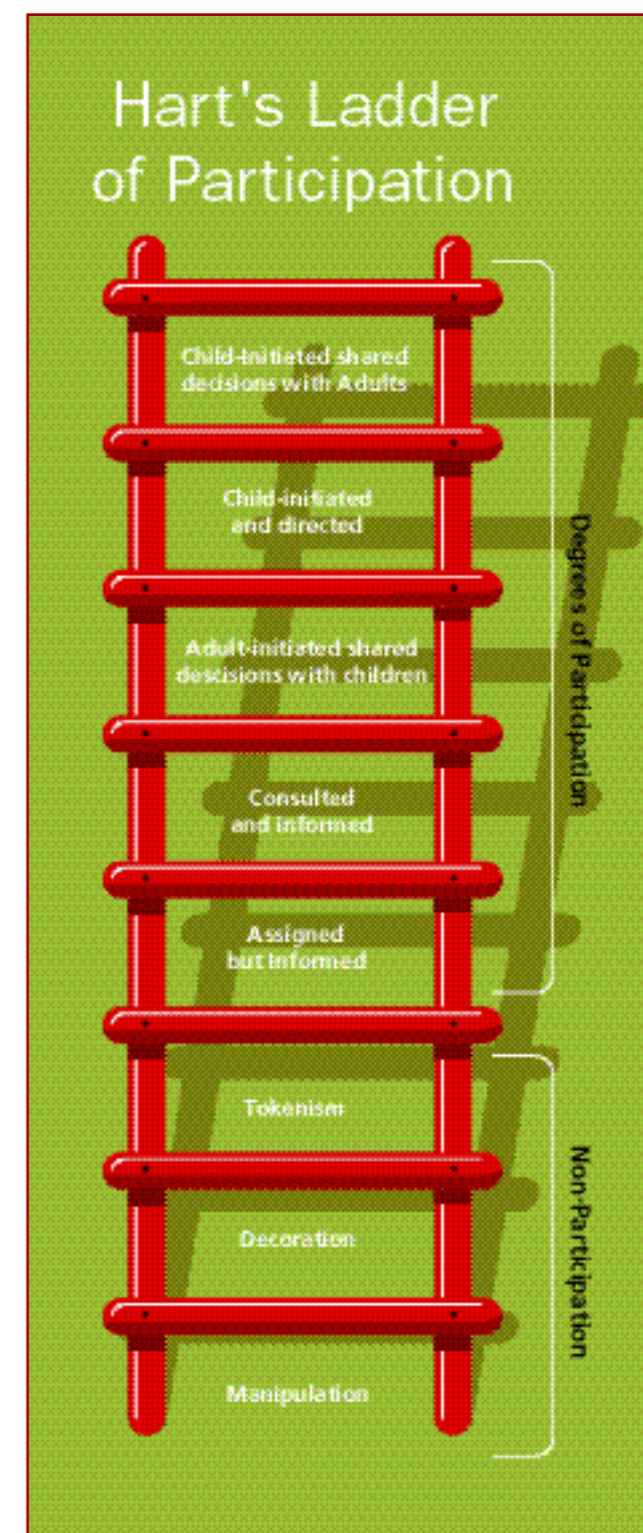 Hart's Ladder
of Participation
Child-Initiated shared
decisions with Adults
Child-initiated
and directed
Adult-initiated shared
descisions with children
Consulted
and informed
Assigned
but Informed
Degrees of Participation
Tokenism
Decoration
Manipulation
Non-Participation